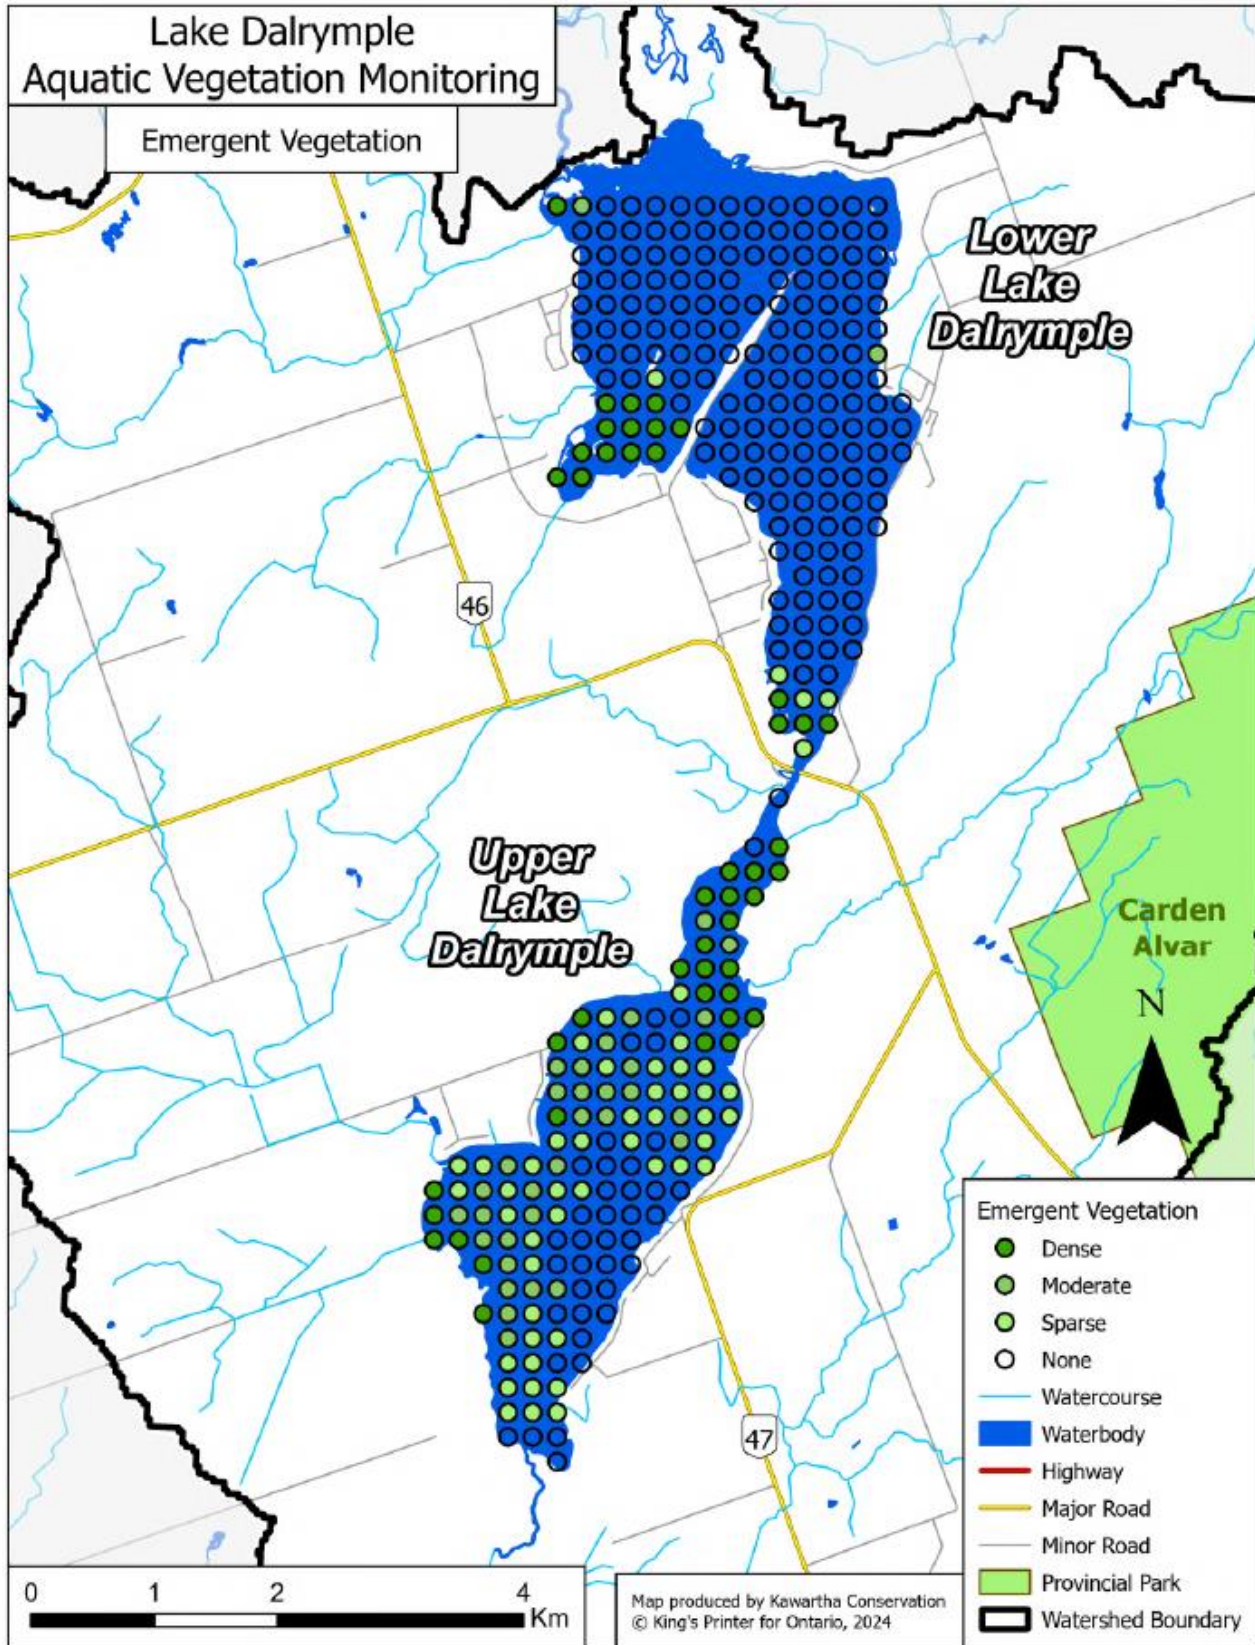 Lake Dalrymple
Aquatic Vegetation Monitoring
Emergent Vegetation
Lower
Lake
Dalrymple
46
Upper
Lake
Dalrymple
Carden
Alvar
N
47
Emergent Vegetation
Dense
Moderate
Sparse
None
Watercourse
Waterbody
Highway
Major Road
Minor Road
Provincial Park
Watershed Boundary
0 1 2 4
Km
Map produced by Kawartha Conservation
© King's Printer for Ontario, 2024